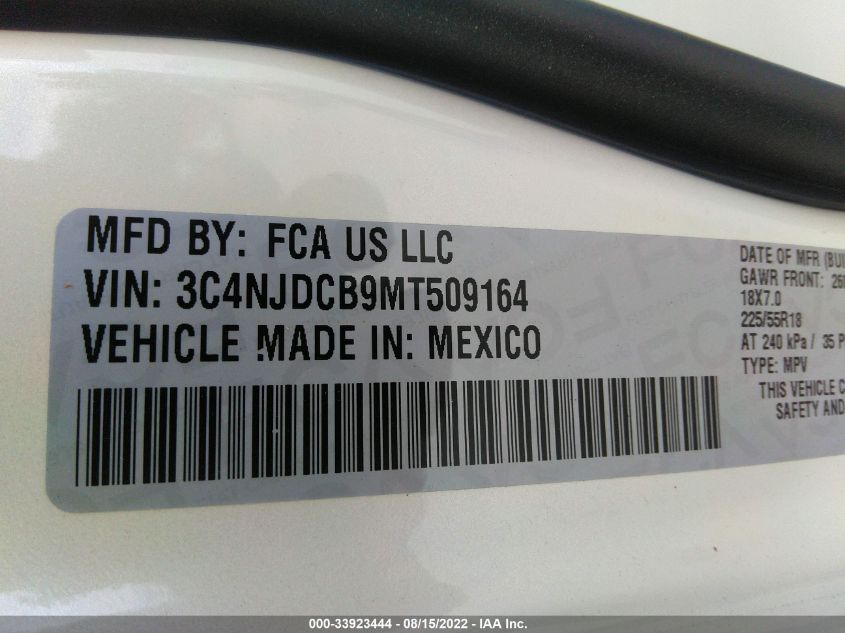 MFD BY: FCA US LLC
VIN: 3C4NJDCB9MT509164
VEHICLE MADE IN: MEXICO
DATE OF MFR
GAWR FRONT:
18X7.0
225/55R18
AT 240 kPa / 35
TYPE: MPV
THIS VEHICLE
SAFETY AND
000-33923444 - 08/15/2022 - IAA Inc.